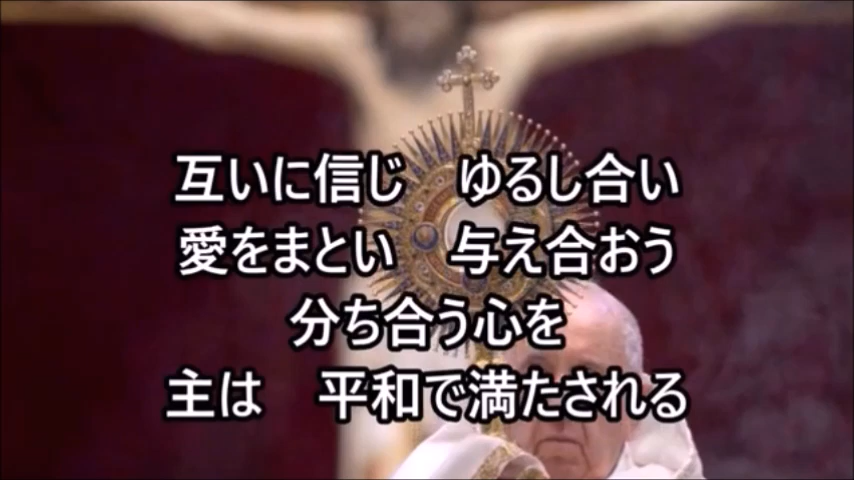 互いに信じ　ゆるし合い
愛をまとい　与え合おう
分ち合う心を
主は　平和で満たされる